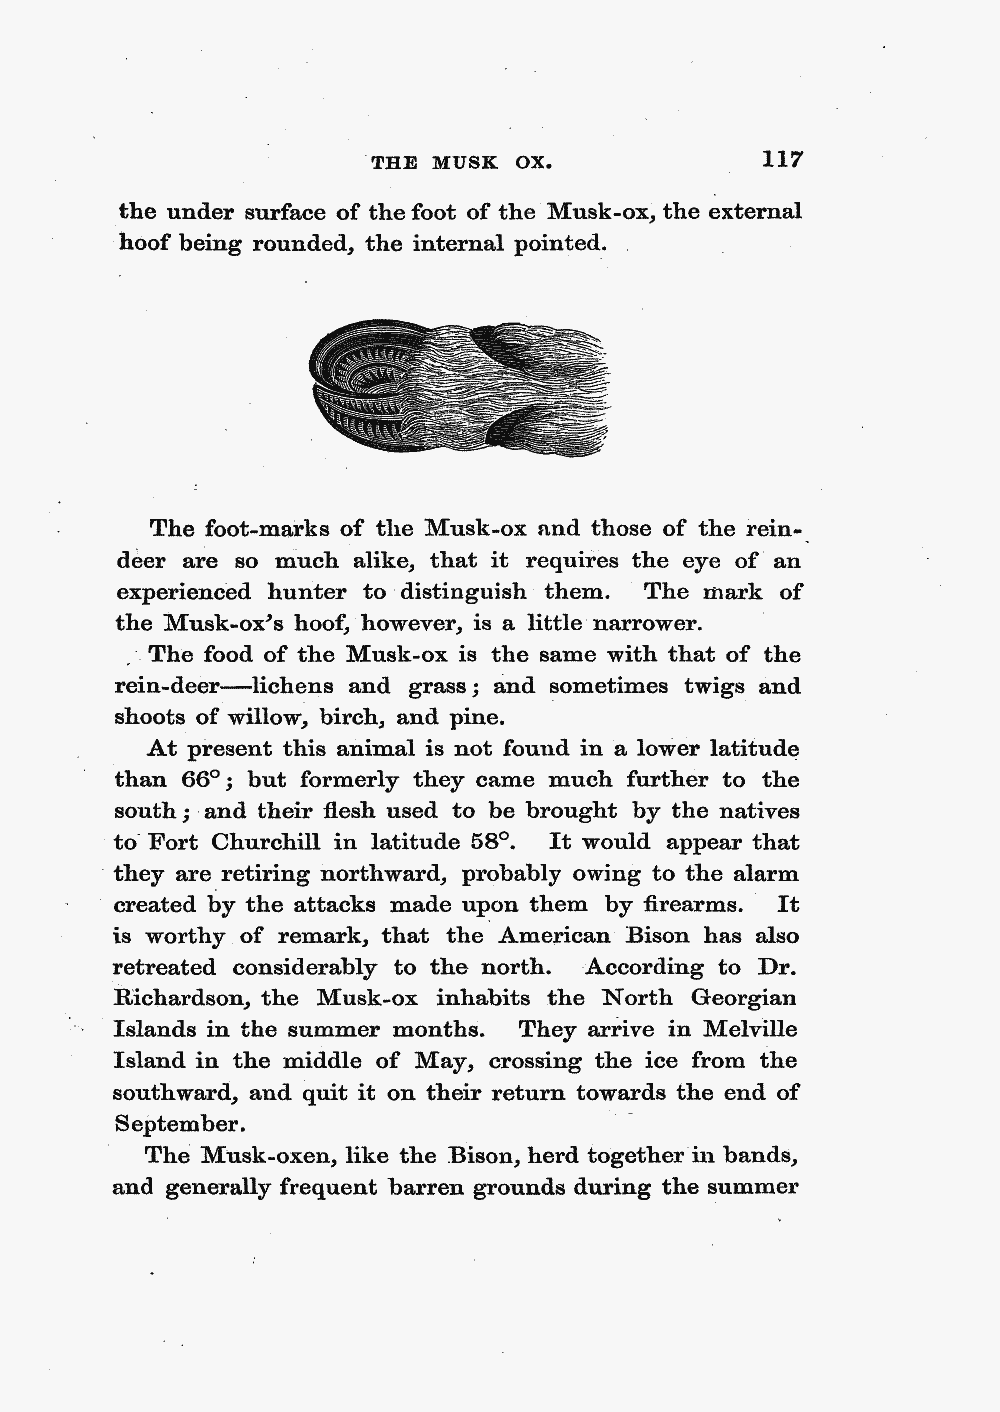 THE MUSK OX. 117
the under surface of the foot of the Musk-ox, the external
hoof being rounded, the internal pointed.
The foot-marks of the Musk-ox and those of the rein-
deer are so much alike, that it requires the eye of an
experienced hunter to distinguish them. The mark of
the Musk-ox's hoof, however, is a little narrower.
The food of the Musk-ox is the same with that of the
rein-deer—lichens and grass; and sometimes twigs and
shoots of willow, birch, and pine.
At present this animal is not found in a lower latitude
than 66°; but formerly they came much further to the
south; and their flesh used to be brought by the natives
to Fort Churchill in latitude 58°. It would appear that
they are retiring northward, probably owing to the alarm
created by the attacks made upon them by firearms. It
is worthy of remark, that the American Bison has also
retreated considerably to the north. According to Dr.
Richardson, the Musk-ox inhabits the North Georgian
Islands in the summer months. They arrive in Melville
Island in the middle of May, crossing the ice from the
southward, and quit it on their return towards the end of
September.
The Musk-oxen, like the Bison, herd together in bands,
and generally frequent barren grounds during the summer